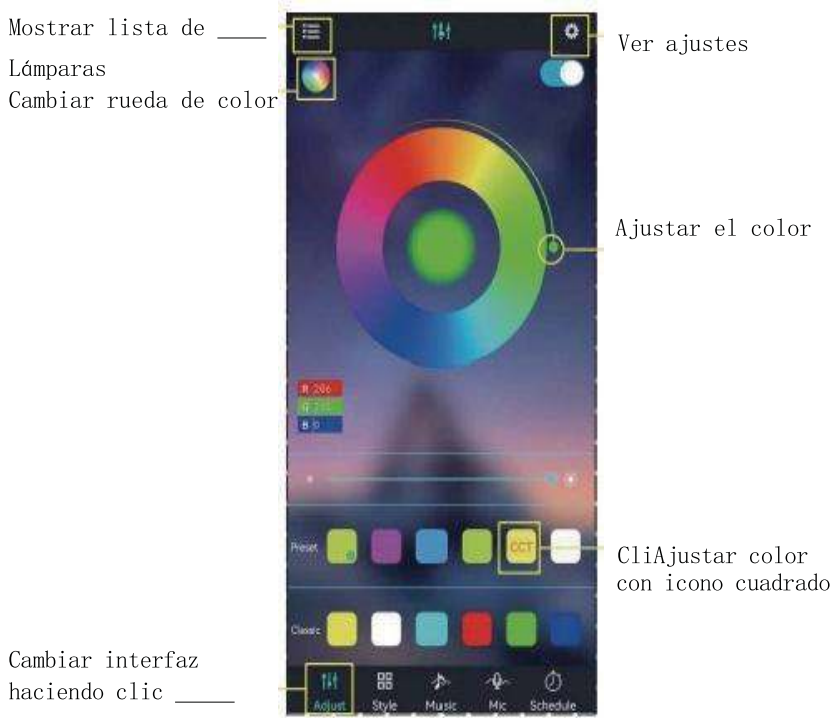 Mostrar lista de ____
Lámparas
Cambiar rueda de color
Ver ajustes
Ajustar el color
R 206
G
B 0
Preset
CCT
CliAjustar color
con icono cuadrado
Classic
Cambiar interfaz
haciendo clic ____
Adjust Style Music Mic Schedule